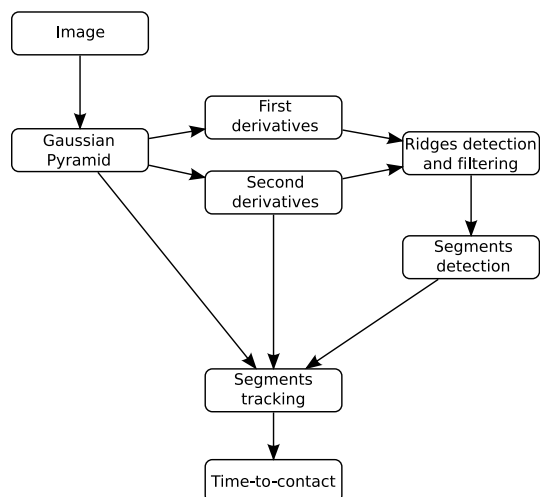 Image
First
derivatives
Gaussian
Pyramid
Ridges detection
and filtering
Second
derivatives
Segments
detection
Segments
tracking
Time-to-contact